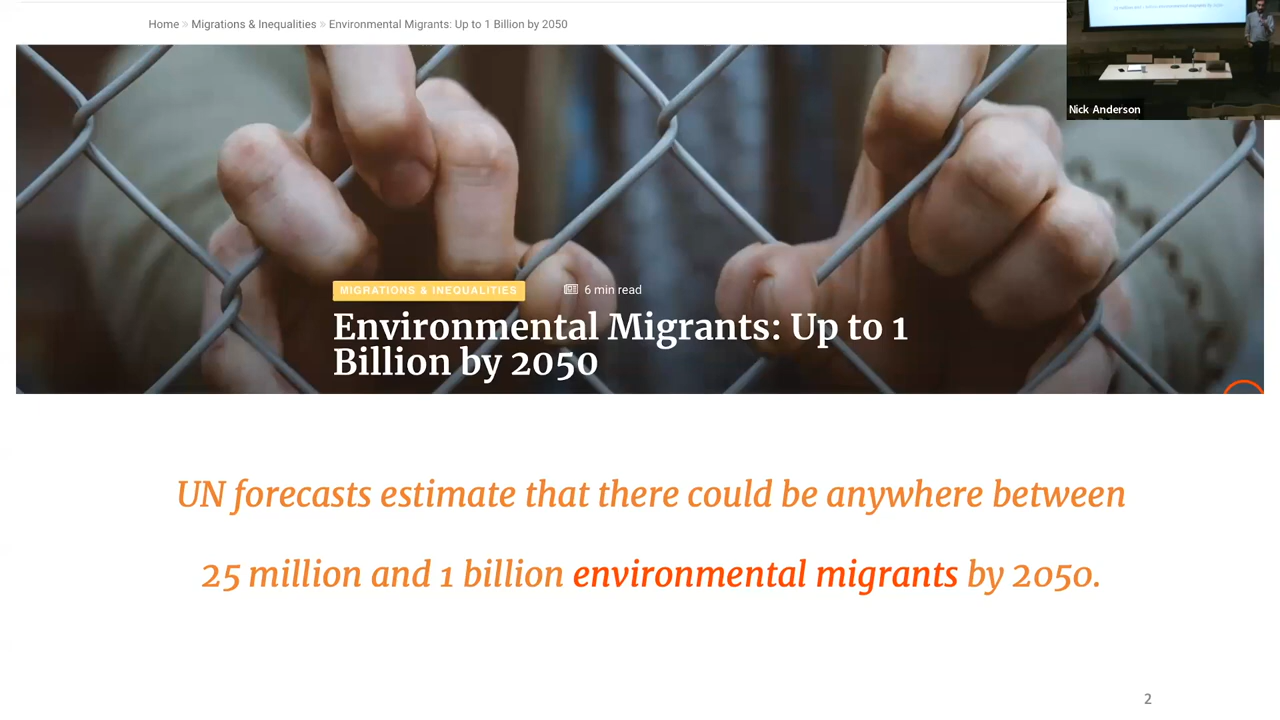 Home » Migrations & Inequalities » Environmental Migrants: Up to 1 Billion by 2050
Nick Anderson
MIGRATIONS & INEQUALITIES
6 min read
Environmental Migrants: Up to 1
Billion by 2050
UN forecasts estimate that there could be anywhere between
25 million and 1 billion environmental migrants by 2050.
2